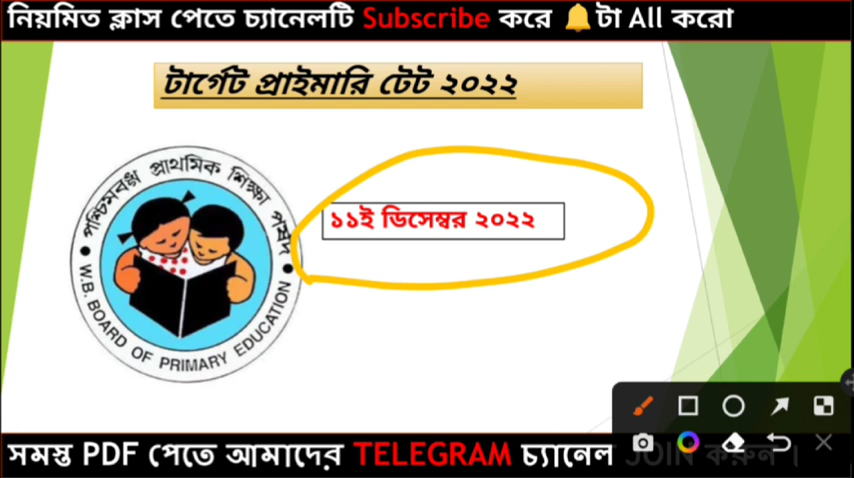 নিয়মিত ক্লাস পেতে চ্যানেলটি Subscribe করে 🔔টা All করো
টার্গেট প্রাইমারি টেট ২০২২
পশ্চিমবঙ্গ প্রাথমিক শিক্ষা পর্ষদ
W.B. BOARD OF PRIMARY EDUCATION
১১ই ডিসেম্বর ২০২২
সমস্ত PDF পেতে আমাদের TELEGRAM চ্যানেল JOIN করুন ।